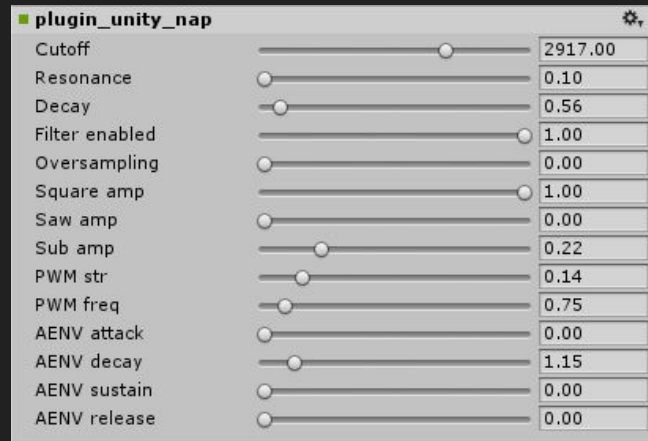 plugin_unity_nap
Cutoff 2917.00
Resonance 0.10
Decay 0.56
Filter enabled 1.00
Oversampling 0.00
Square amp 1.00
Saw amp 0.00
Sub amp 0.22
PWM str 0.14
PWM freq 0.75
AENV attack 0.00
AENV decay 1.15
AENV sustain 0.00
AENV release 0.00